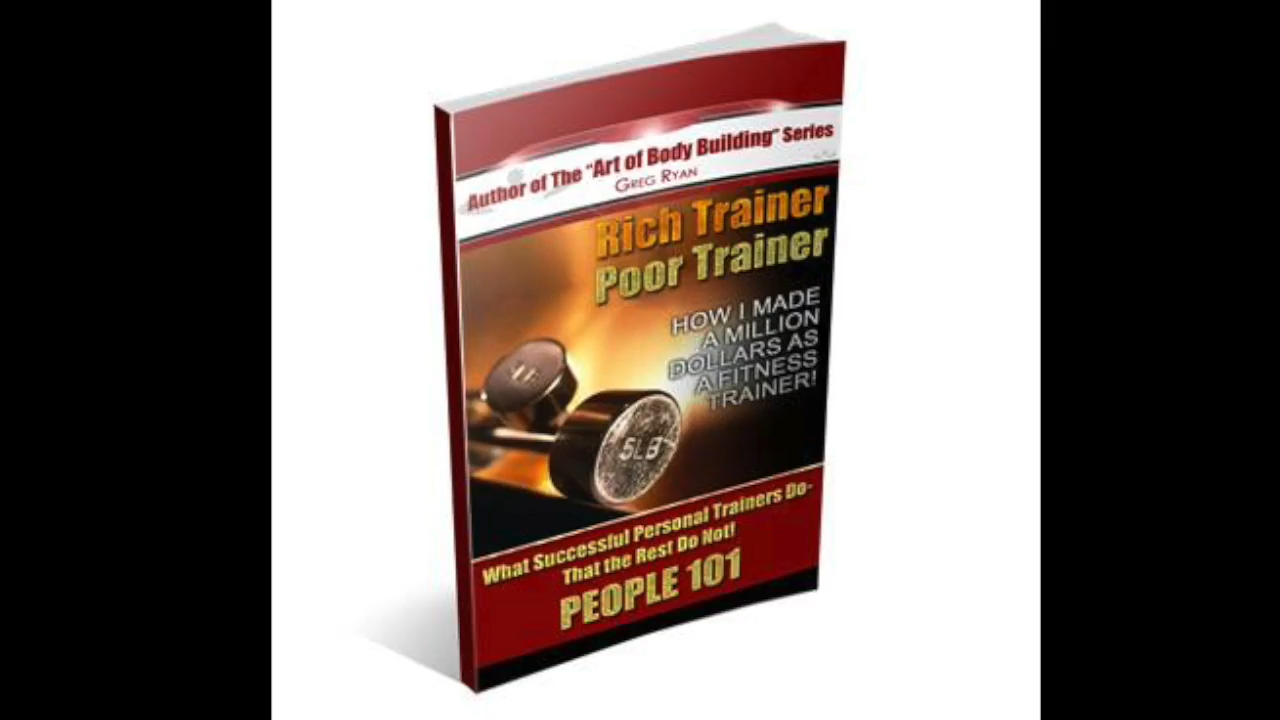 Author of The "Art of Body Building" Series
GREG RYAN
Rich Trainer
Poor Trainer
HOW I MADE
A MILLION
DOLLARS AS
A FITNESS
TRAINER!
5LB
What Successful Personal Trainers Do-
That the Rest Do Not!
PEOPLE 101